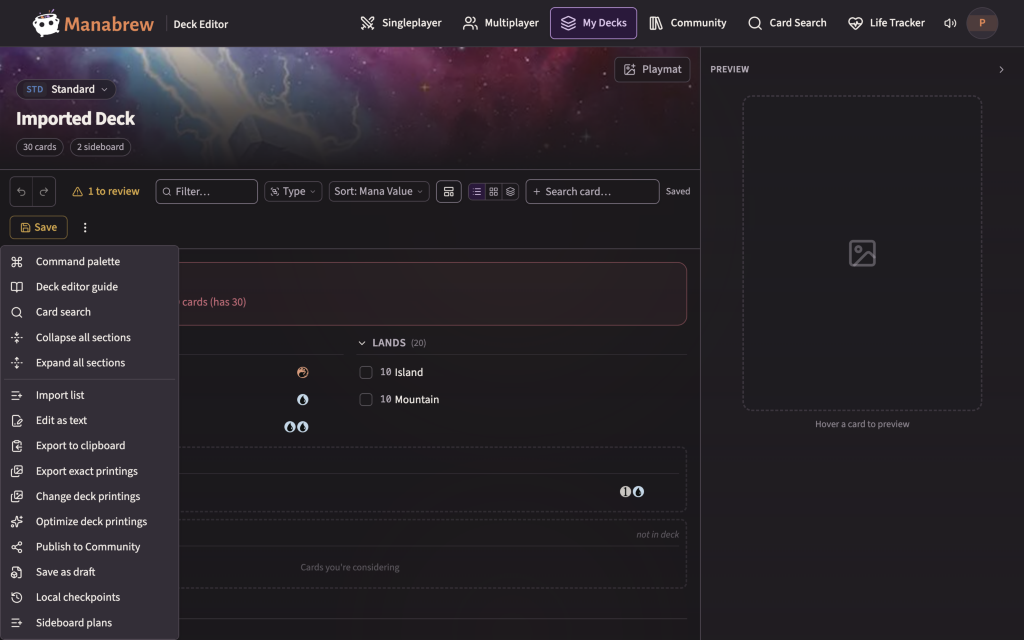 Manabrew
Deck Editor
Singleplayer
Multiplayer
My Decks
Community
Card Search
Life Tracker
P
STD Standard
Playmat
Imported Deck
30 cards
2 sideboard
PREVIEW
1 to review
Filter...
Type
Sort: Mana Value
+ Search card...
Saved
Save
Command palette
Deck editor guide
Card search
Collapse all sections
Expand all sections
Import list
Edit as text
Export to clipboard
Export exact printings
Change deck printings
Optimize deck printings
Publish to Community
Save as draft
Local checkpoints
Sideboard plans
cards (has 30)
LANDS (20)
10 Island
10 Mountain
1
not in deck
Cards you're considering
Hover a card to preview